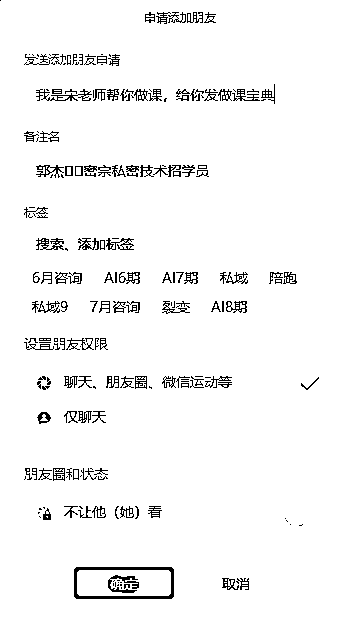 申请添加朋友
发送添加朋友申请
我是宋老师帮你做课，给你发做课宝典
备注名
郭杰□□密宗私密技术招学员
标签
搜索、添加标签
6月咨询 AI6期 AI7期 私域 陪跑
私域9 7月咨询 裂变 AI8期
设置朋友权限
聊天、朋友圈、微信运动等
仅聊天
朋友圈和状态
不让他（她）看
确定 取消